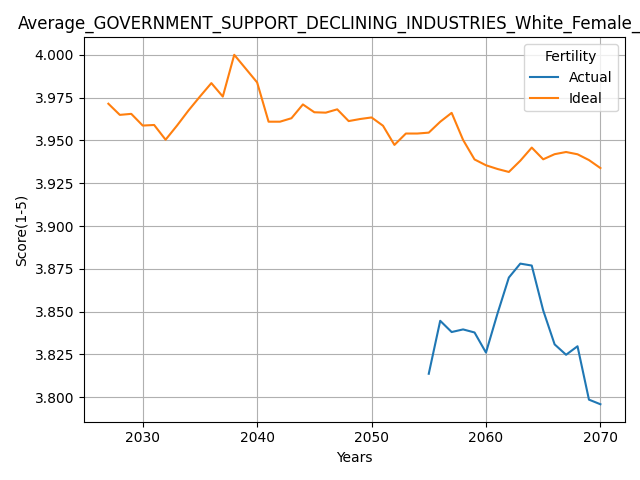 Average_GOVERNMENT_SUPPORT_DECLINING_INDUSTRIES_White_Female_
Fertility
Actual
Ideal
Score(1-5)
4.000
3.975
3.950
3.925
3.900
3.875
3.850
3.825
3.800
2030 2040 2050 2060 2070
Years